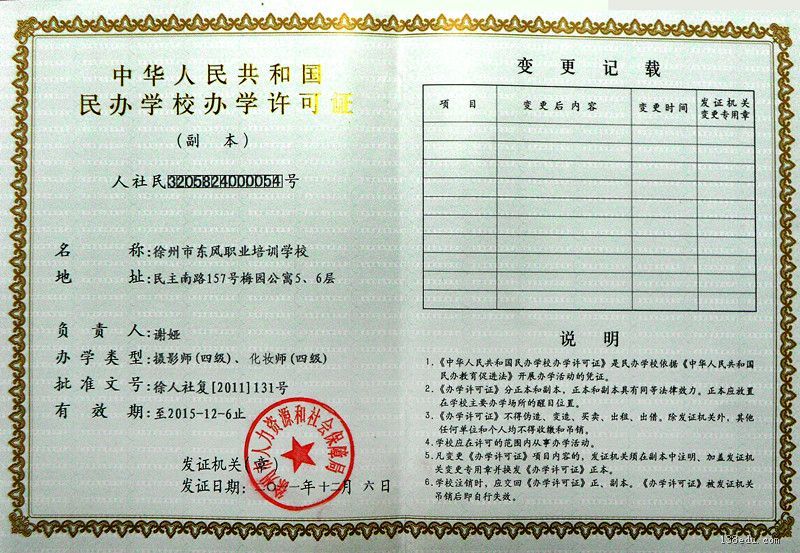 中华人民共和国
民办学校办学许可证
（副 本）
人社民3205824000054号
名 称：徐州市东风职业培训学校
地 址：民主南路157号梅园公寓5、6层
负 责 人：谢娅
办 学 类 型：摄影师(四级)、化妆师(四级)
批 准 文 号：徐人社复[2011]131号
有 效 期：至2015-12-6止
发证机关(章)
发证日期：二〇一一年十二月 六 日
徐州市人力资源和社会保障局
变 更 记 载
项 目 变 更 后 内 容 变 更 时 间 发 证 机 关
变更专用章
说 明
1、《中华人民共和国民办学校办学许可证》是民办学校依据《中华人民共和国
民办教育促进法》开展办学活动的凭证。
2、《办学许可证》分正本和副本，正本和副本具有同等法律效力。正本应放置
在学校主要办学场所的醒目位置。
3、《办学许可证》不得伪造、变造、买卖、出租、出借。除发证机关外，其他
任何单位和个人均不得收缴和吊销。
4、学校应在许可的范围内从事办学活动。
5、凡变更《办学许可证》项目内容的，发证机关须在副本中注明、加盖发证机
关变更专用章并换发《办学许可证》正本。
6、学校注销时，应交回《办学许可证》正、副本。《办学许可证》被发证机关
吊销后即自行失效。
138edu.com